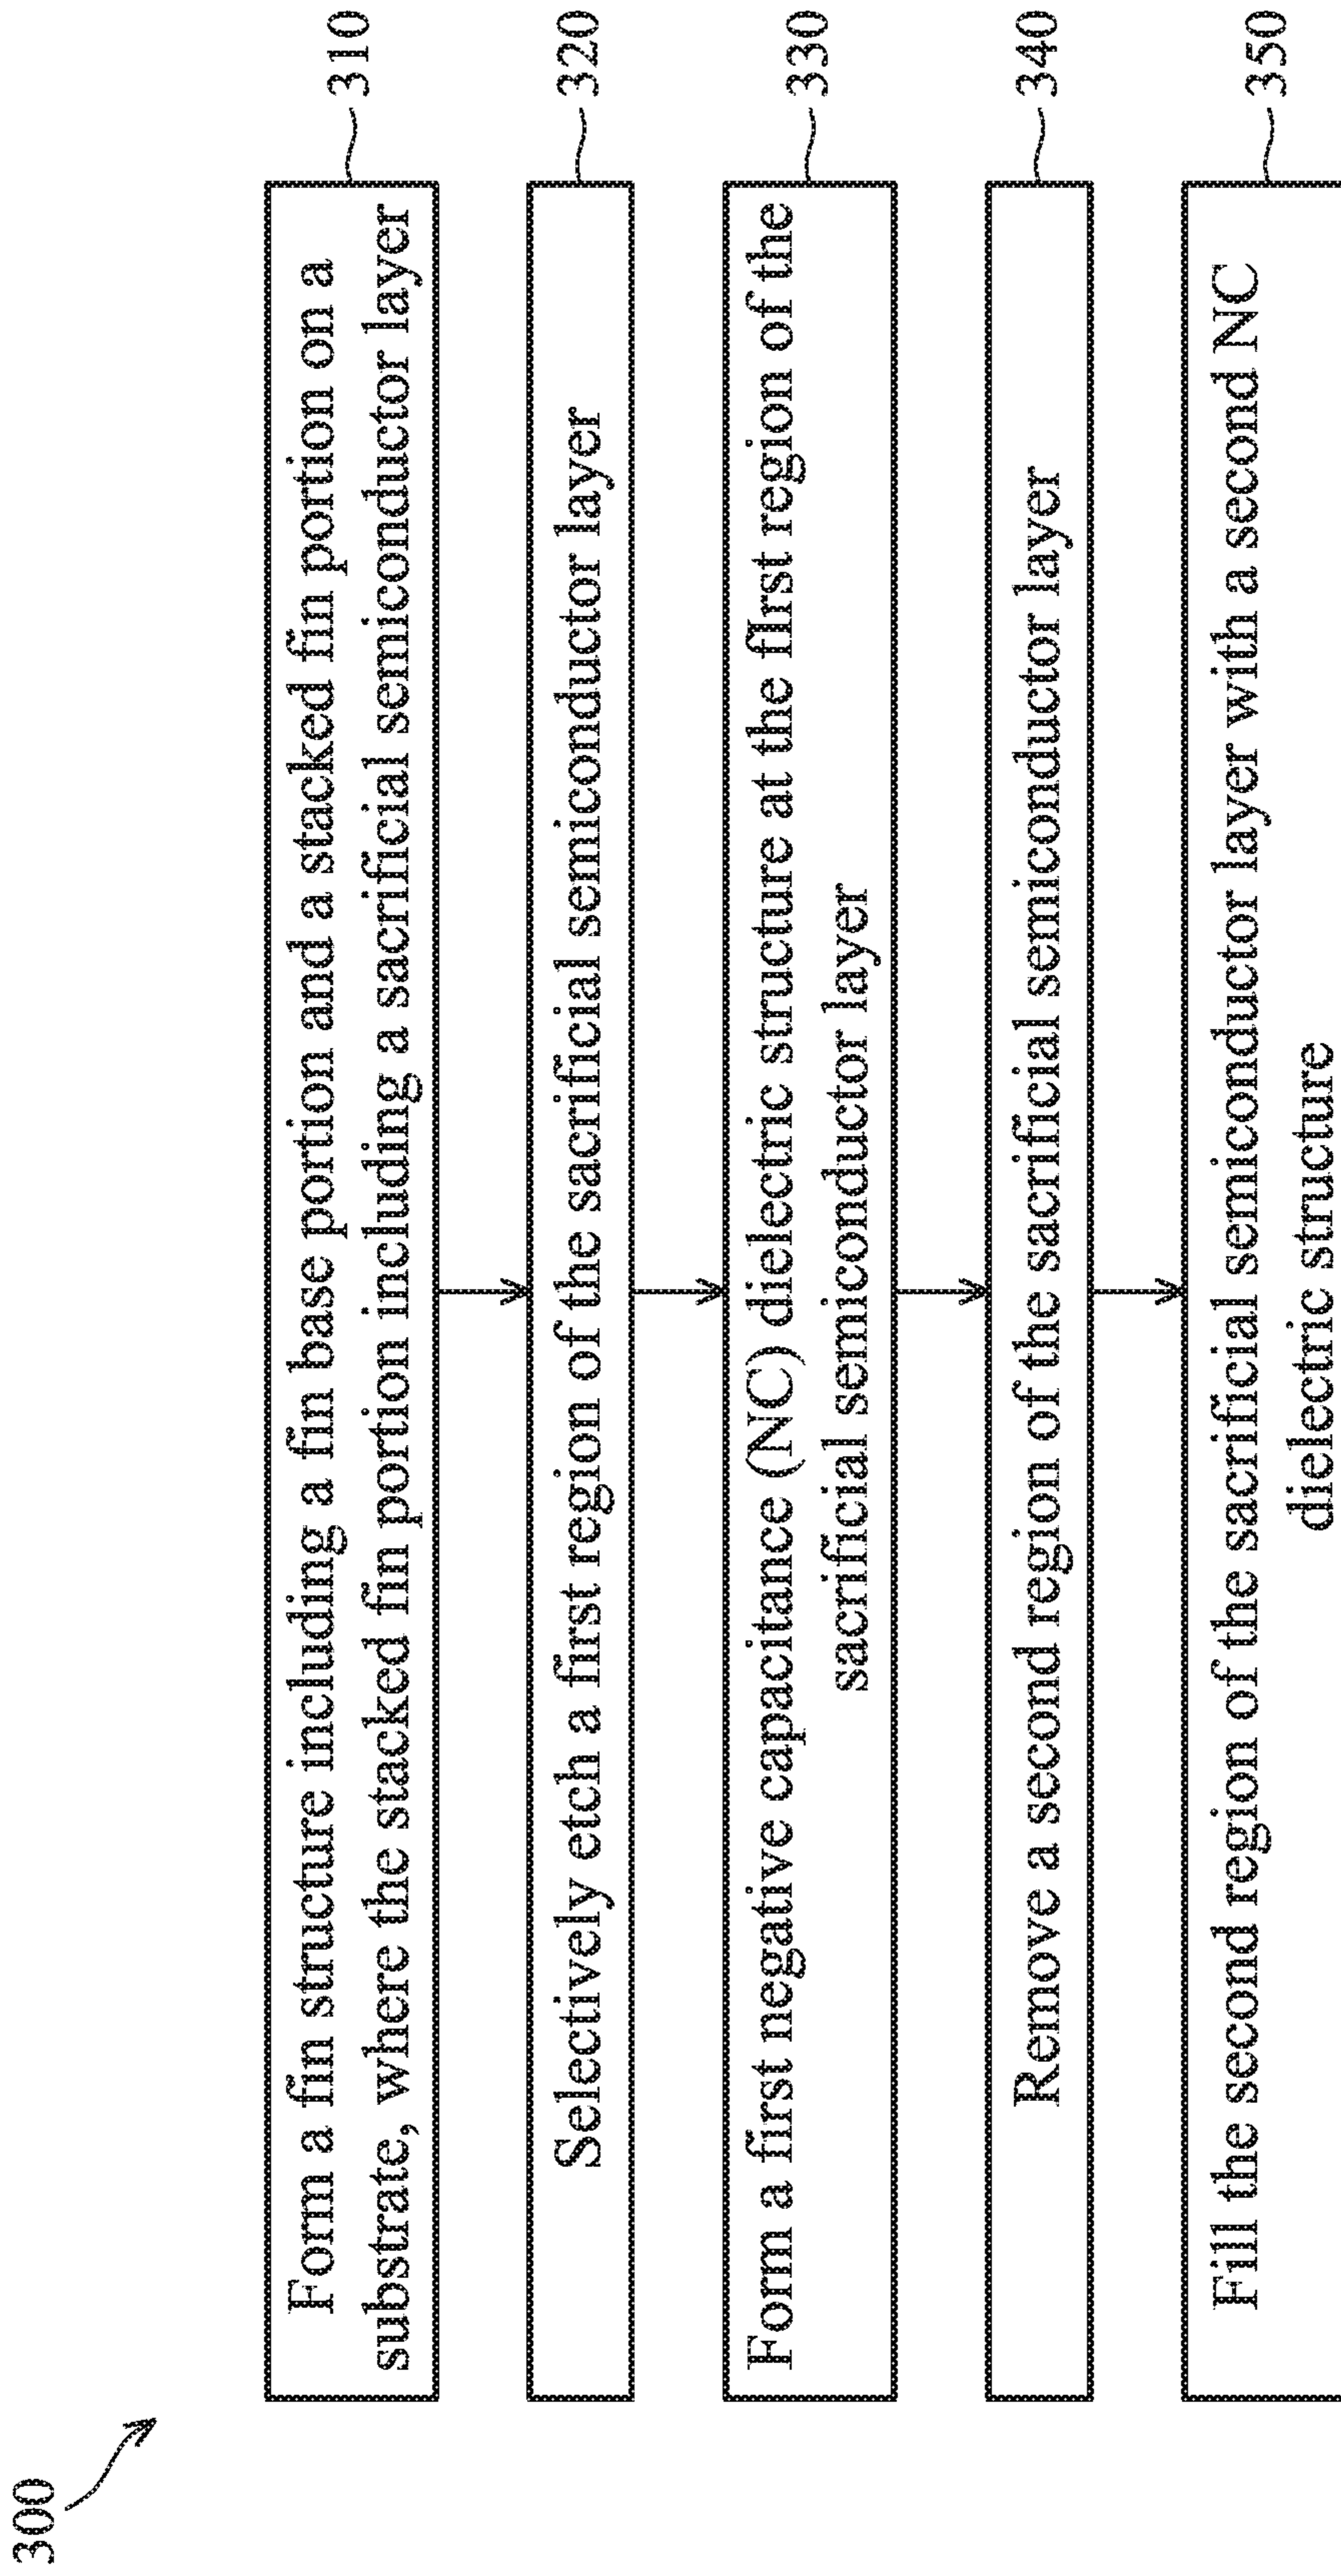 300
Form a fin structure including a fin base portion and a stacked fin portion on a
substrate, where the stacked fin portion including a sacrificial semiconductor layer
310
Selectively etch a first region of the sacrificial semiconductor layer
320
Form a first negative capacitance (NC) dielectric structure at the fIrst region of the
sacrificial semiconductor layer
330
Remove a second region of the sacrificial semiconductor layer
340
Fill the second region of the sacrificial semiconductor layer with a second NC
dielectric structure
350